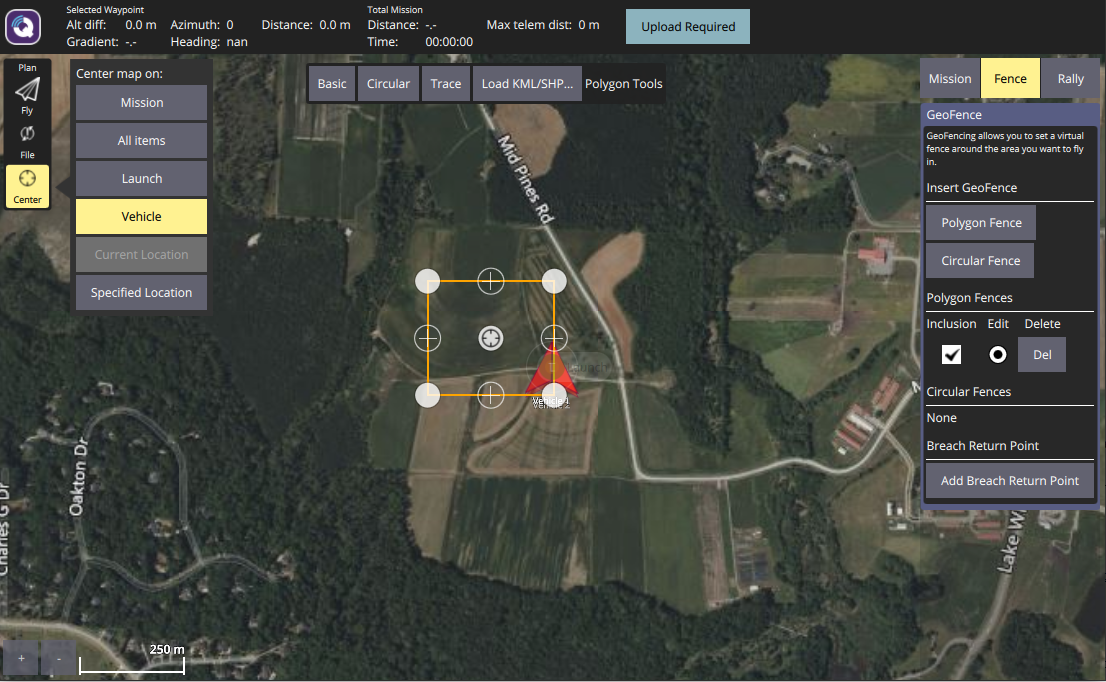 Selected Waypoint
Alt diff: 0.0 m Azimuth: 0 Distance: 0.0 m
Gradient: -.- Heading: nan
Total Mission
Distance: -.- Max telem dist: 0 m
Time: 00:00:00
Upload Required
Plan
Fly
File
Center
Center map on:
Mission
All items
Launch
Vehicle
Current Location
Specified Location
Basic Circular Trace Load KML/SHP... Polygon Tools
Mission Fence Rally
GeoFence
GeoFencing allows you to set a virtual
fence around the area you want to fly
in.
Insert GeoFence
Polygon Fence
Circular Fence
Polygon Fences
Inclusion Edit Delete
Del
Circular Fences
None
Breach Return Point
Add Breach Return Point
Mid Pines Rd
Oakton Dr
Charles G Dr
Lake
250 m
+ -